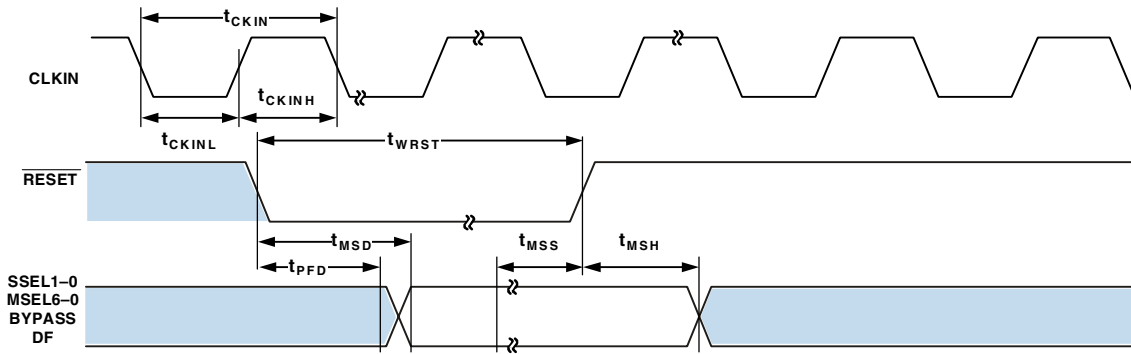 tCKIN
CLKIN
tCKINH
tCKINL
tWRST
RESET
tMSD
tMSS
tMSH
tPFD
SSEL1–0
MSEL6–0
BYPASS
DF